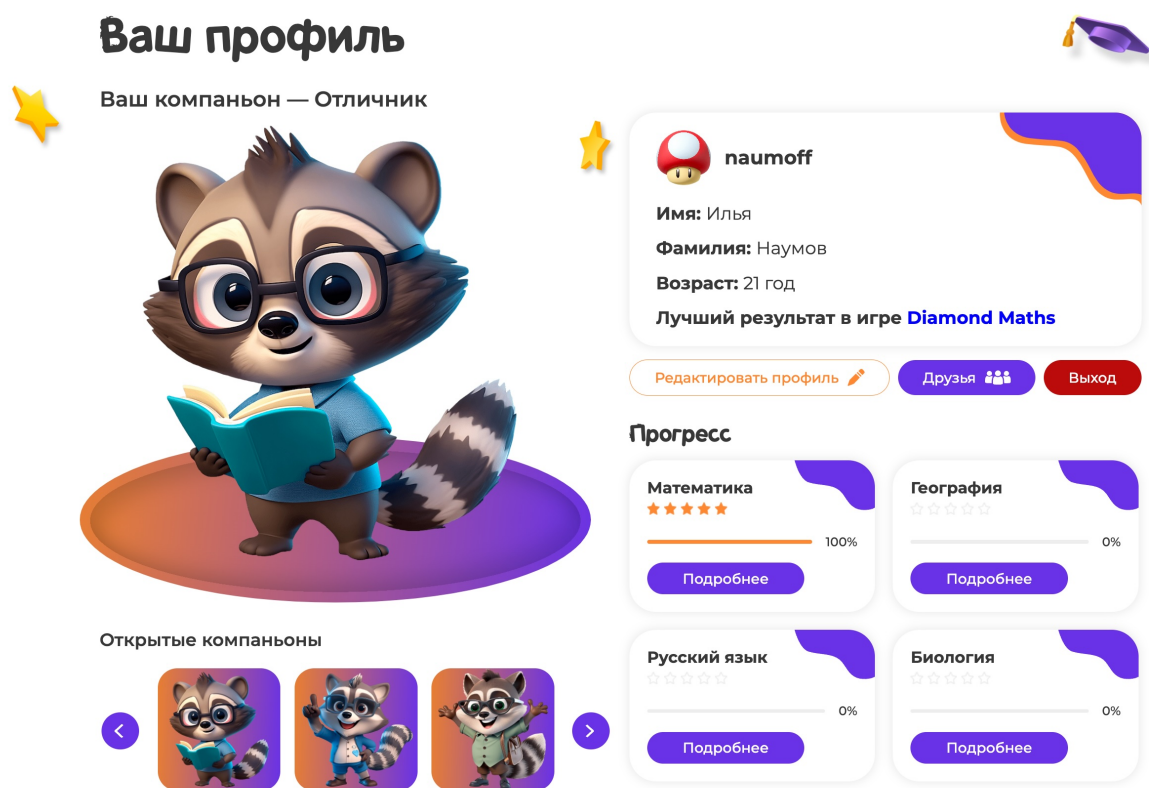 Ваш профиль
Ваш компаньон — Отличник
naumoff
Имя: Илья
Фамилия: Наумов
Возраст: 21 год
Лучший результат в игре Diamond Maths
Редактировать профиль
Друзья
Выход
Прогресс
Математика
100%
Подробнее
География
0%
Подробнее
Русский язык
0%
Подробнее
Биология
0%
Подробнее
Открытые компаньоны